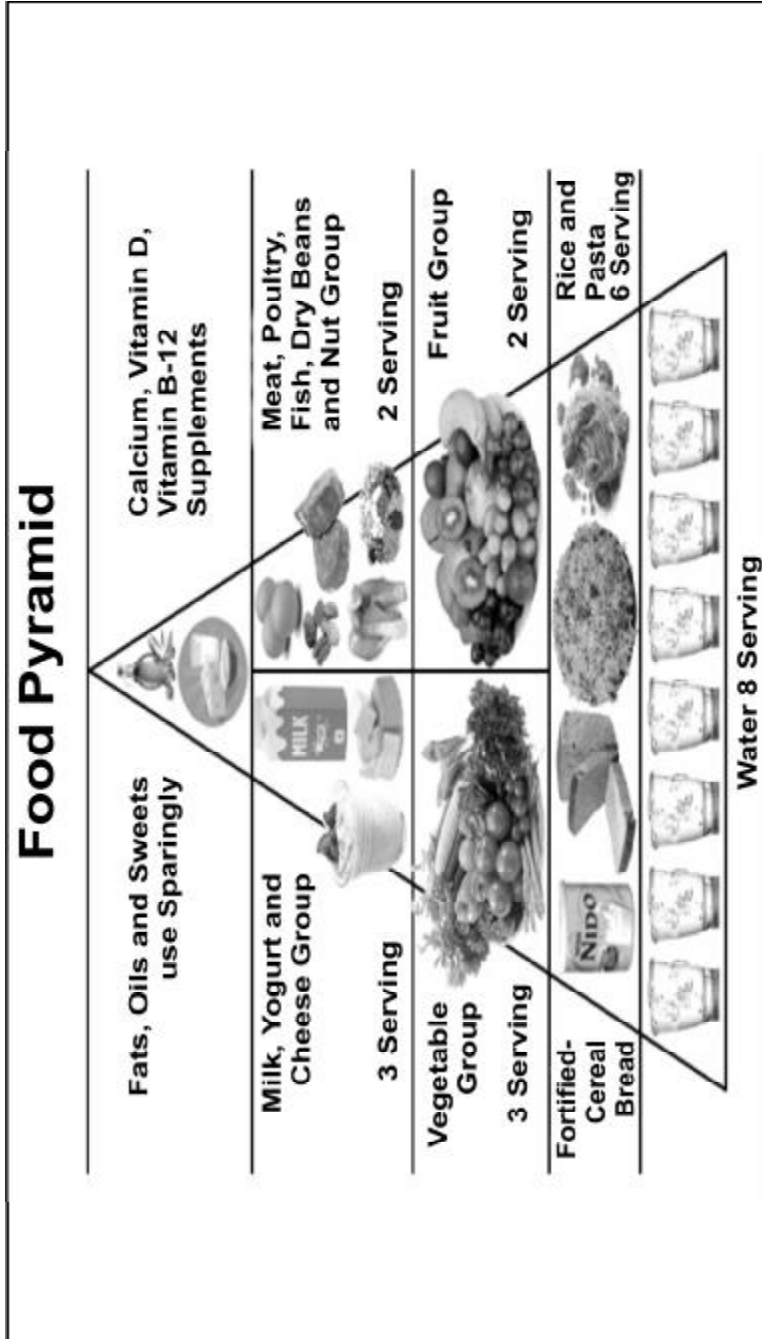 Food Pyramid
Fats, Oils and Sweets
use Sparingly
Calcium, Vitamin D,
Vitamin B-12
Supplements
Milk, Yogurt and
Cheese Group
3 Serving
MILK
Meat, Poultry,
Fish, Dry Beans
and Nut Group
2 Serving
Vegetable
Group
3 Serving
Fruit Group
2 Serving
Fortified-
Cereal
Bread
NIDO
Rice and
Pasta
6 Serving
Water 8 Serving